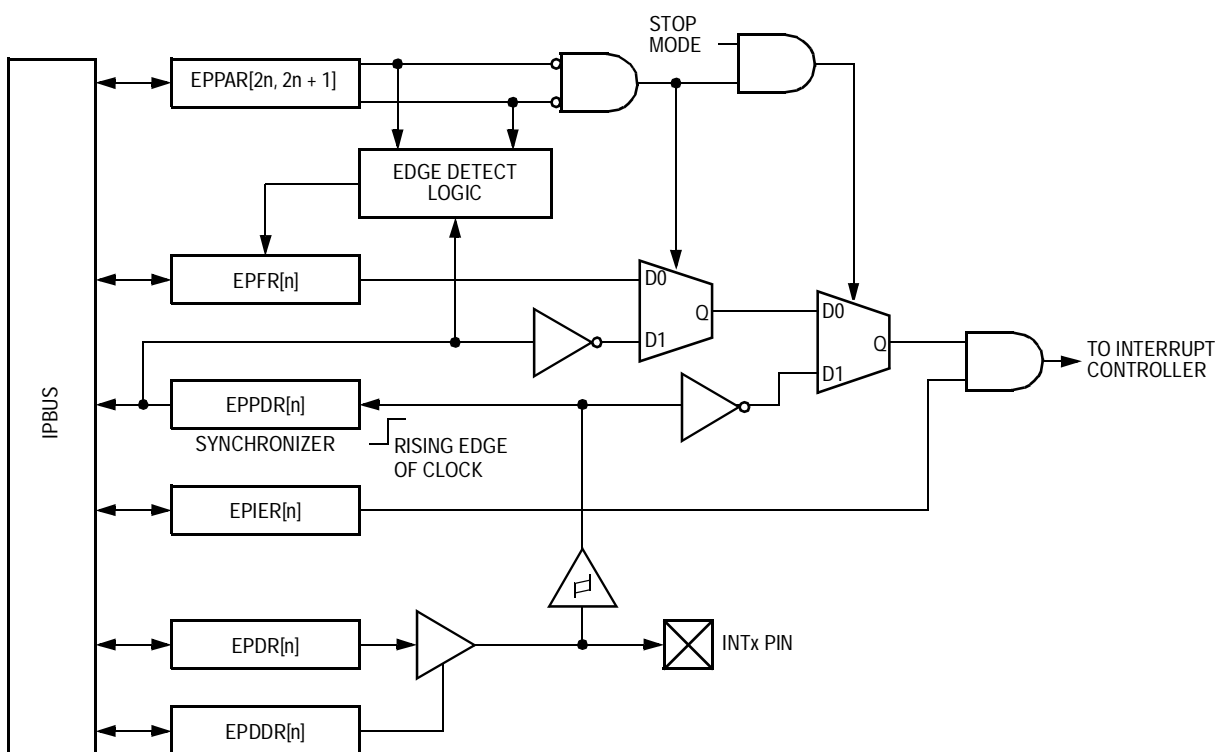 STOP
MODE
EPPAR[2n, 2n + 1]
EDGE DETECT
LOGIC
EPFR[n]
D0
Q
D1
D0
Q
D1
TO INTERRUPT
CONTROLLER
IPBUS
EPPDR[n]
SYNCHRONIZER
RISING EDGE
OF CLOCK
EPIER[n]
EPDR[n]
INTx PIN
EPDDR[n]